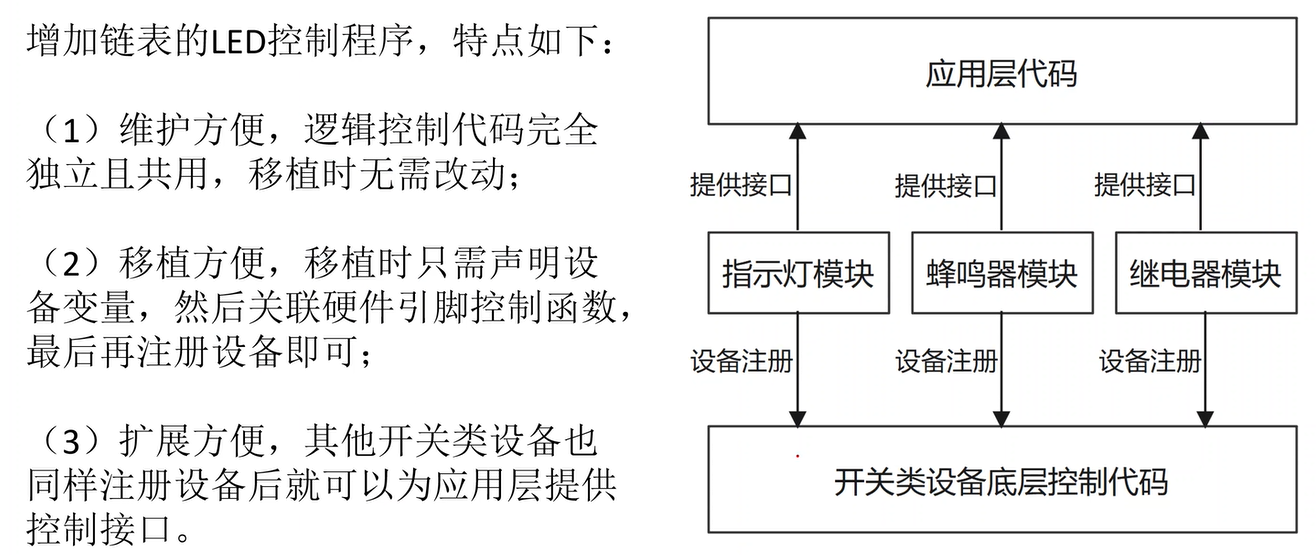 增加链表的LED控制程序，特点如下：
（1）维护方便，逻辑控制代码完全
独立且共用，移植时无需改动；
（2）移植方便，移植时只需声明设
备变量，然后关联硬件引脚控制函数，
最后再注册设备即可；
（3）扩展方便，其他开关类设备也
同样注册设备后就可以为应用层提供
控制接口。
应用层代码
提供接口
提供接口
提供接口
指示灯模块
蜂鸣器模块
继电器模块
设备注册
设备注册
设备注册
开关类设备底层控制代码